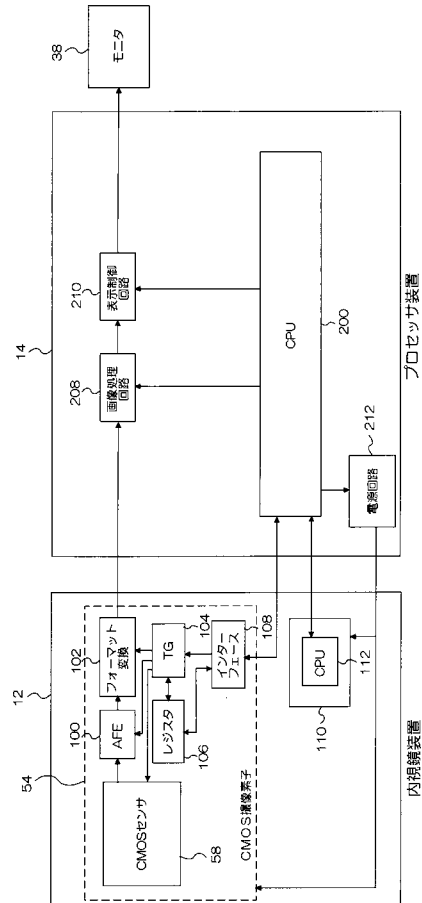 12
54
58
CMOSセンサ
100
AFE
102
フォーマット
変換
104
TG
106
レジスタ
108
インター
フェース
CMOS撮像素子
110
CPU
112
内視鏡装置
14
208
画像処理
回路
210
表示制御
回路
CPU
200
212
電源回路
プロセッサ装置
38
モニタ